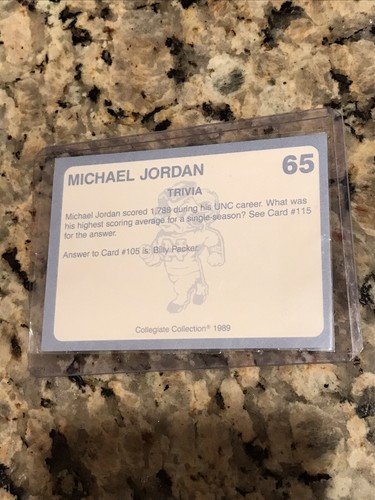 MICHAEL JORDAN 65
TRIVIA
Michael Jordan scored 1,788 during his UNC career. What was
his highest scoring average for a single-season? See Card #115
for the answer.
Answer to Card #105 is: Billy Packer
Collegiate Collection® 1989